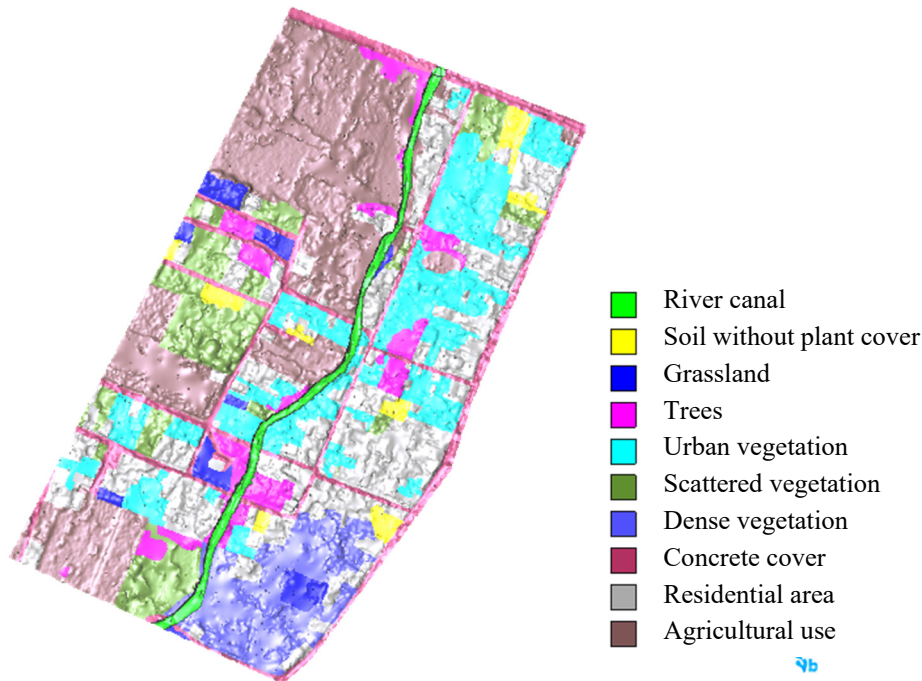 River canal
Soil without plant cover
Grassland
Trees
Urban vegetation
Scattered vegetation
Dense vegetation
Concrete cover
Residential area
Agricultural use